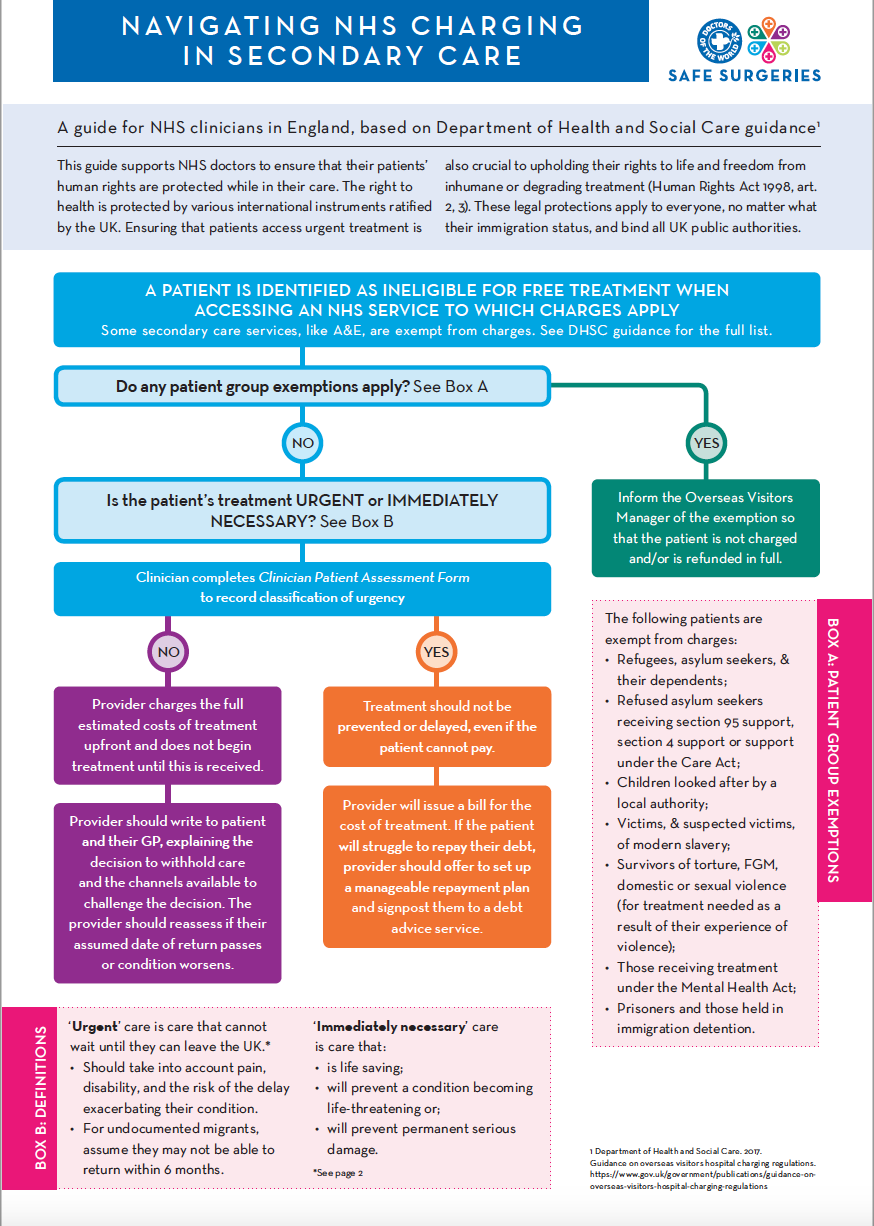 NAVIGATING NHS CHARGING
IN SECONDARY CARE
DOCTORS
OF THE WORLD
SAFE SURGERIES
A guide for NHS clinicians in England, based on Department of Health and Social Care guidance¹
This guide supports NHS doctors to ensure that their patients’
human rights are protected while in their care. The right to
health is protected by various international instruments ratified
by the UK. Ensuring that patients access urgent treatment is
also crucial to upholding their rights to life and freedom from
inhumane or degrading treatment (Human Rights Act 1998, art.
2, 3). These legal protections apply to everyone, no matter what
their immigration status, and bind all UK public authorities.
A PATIENT IS IDENTIFIED AS INELIGIBLE FOR FREE TREATMENT WHEN
ACCESSING AN NHS SERVICE TO WHICH CHARGES APPLY
Some secondary care services, like A&E, are exempt from charges. See DHSC guidance for the full list.
Do any patient group exemptions apply? See Box A
NO
YES
Is the patient’s treatment URGENT or IMMEDIATELY
NECESSARY? See Box B
Inform the Overseas Visitors
Manager of the exemption so
that the patient is not charged
and/or is refunded in full.
Clinician completes Clinician Patient Assessment Form
to record classification of urgency
NO
YES
Provider charges the full
estimated costs of treatment
upfront and does not begin
treatment until this is received.
Provider should write to patient
and their GP, explaining the
decision to withhold care
and the channels available to
challenge the decision. The
provider should reassess if their
assumed date of return passes
or condition worsens.
Treatment should not be
prevented or delayed, even if the
patient cannot pay.
Provider will issue a bill for the
cost of treatment. If the patient
will struggle to repay their debt,
provider should offer to set up
a manageable repayment plan
and signpost them to a debt
advice service.
BOX A: PATIENT GROUP EXEMPTIONS
The following patients are
exempt from charges:
• Refugees, asylum seekers, &
their dependents;
• Refused asylum seekers
receiving section 95 support,
section 4 support or support
under the Care Act;
• Children looked after by a
local authority;
• Victims, & suspected victims,
of modern slavery;
• Survivors of torture, FGM,
domestic or sexual violence
(for treatment needed as a
result of their experience of
violence);
• Those receiving treatment
under the Mental Health Act;
• Prisoners and those held in
immigration detention.
BOX B: DEFINITIONS
‘Urgent’ care is care that cannot
wait until they can leave the UK.*
• Should take into account pain,
disability, and the risk of the delay
exacerbating their condition.
• For undocumented migrants,
assume they may not be able to
return within 6 months.
‘Immediately necessary’ care
is care that:
• is life saving;
• will prevent a condition becoming
life-threatening or;
• will prevent permanent serious
damage.
*See page 2
1 Department of Health and Social Care. 2017.
Guidance on overseas visitors hospital charging regulations.
https://www.gov.uk/government/publications/guidance-on-
overseas-visitors-hospital-charging-regulations